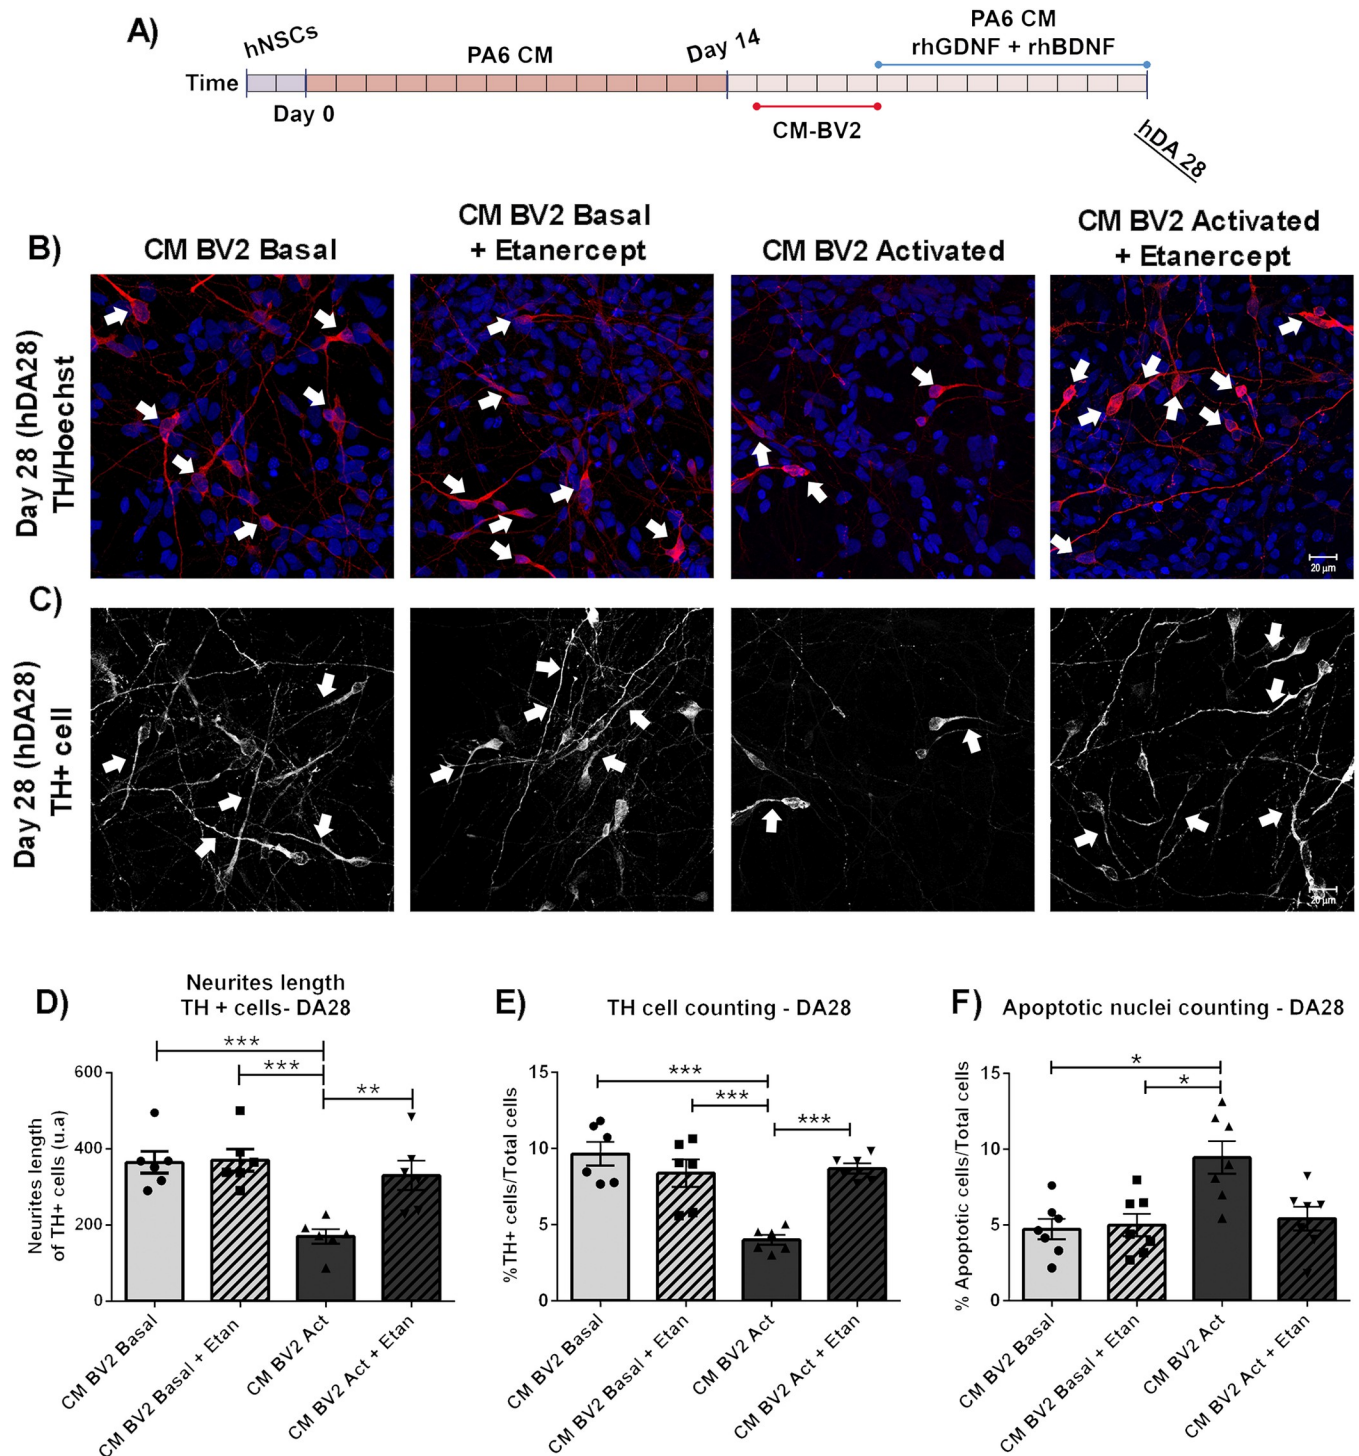 A)
hNSCs
PA6 CM
Day 14
PA6 CM
rhGDNF + rhBDNF
Time
Day 0
CM-BV2
hDA 28
B)
CM BV2 Basal
CM BV2 Basal
+ Etanercept
CM BV2 Activated
CM BV2 Activated
+ Etanercept
Day 28 (hDA28)
TH/Hoechst
20 µm
C)
Day 28 (hDA28)
TH+ cell
20 µm
D)
Neurites length
TH + cells- DA28
Neurites length
of TH+ cells (u.a)
600
400
200
0
***
***
**
CM BV2 Basal
CM BV2 Basal + Etan
CM BV2 Act
CM BV2 Act + Etan
E)
TH cell counting - DA28
%TH+ cells/Total cells
15
10
5
0
***
***
***
CM BV2 Basal
CM BV2 Basal + Etan
CM BV2 Act
CM BV2 Act + Etan
F)
Apoptotic nuclei counting - DA28
% Apoptotic cells/Total cells
15
10
5
0
*
*
CM BV2 Basal
CM BV2 Basal + Etan
CM BV2 Act
CM BV2 Act + Etan